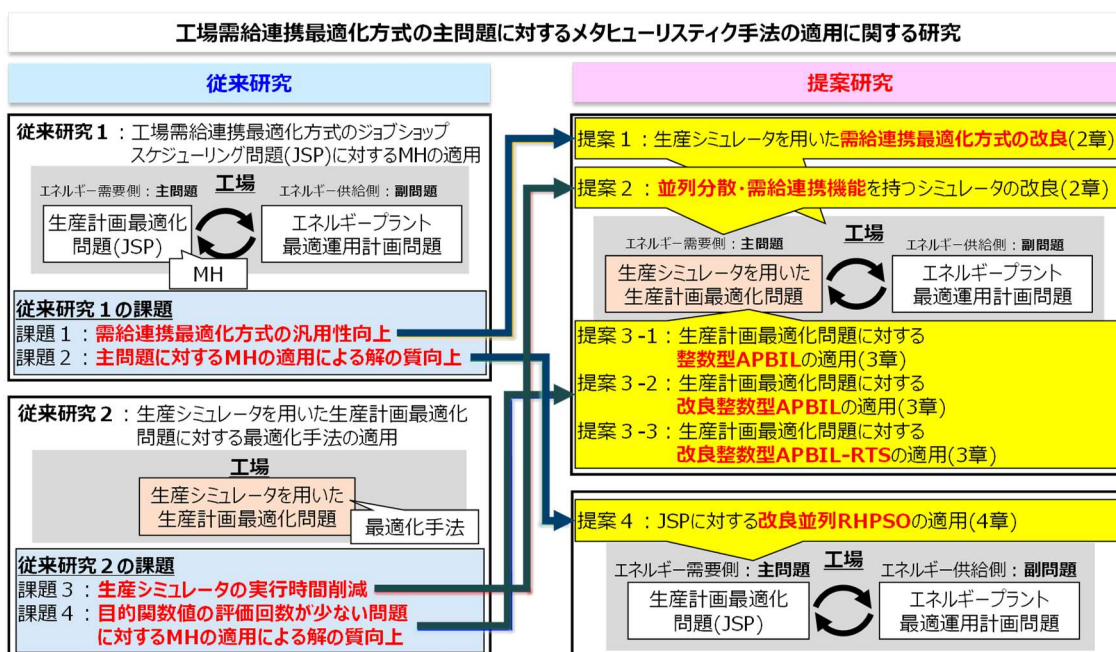 工場需給連携最適化方式の主問題に対するメタヒューリスティク手法の適用に関する研究
従来研究
従来研究1：工場需給連携最適化方式のジョブショップ
スケジューリング問題(JSP)に対するMHの適用
工場
エネルギー需要側：主問題
エネルギー供給側：副問題
生産計画最適化
問題(JSP)
エネルギープラント
最適運用計画問題
MH
従来研究1の課題
課題1：需給連携最適化方式の汎用性向上
課題2：主問題に対するMHの適用による解の質向上
従来研究2：生産シミュレータを用いた生産計画最適化
問題に対する最適化手法の適用
工場
生産シミュレータを用いた
生産計画最適化問題
最適化手法
従来研究2の課題
課題3：生産シミュレータの実行時間削減
課題4：目的関数値の評価回数が少ない問題
に対するMHの適用による解の質向上
提案研究
提案1：生産シミュレータを用いた需給連携最適化方式の改良(2章)
提案2：並列分散・需給連携機能を持つシミュレータの改良(2章)
工場
エネルギー需要側：主問題
エネルギー供給側：副問題
生産シミュレータを用いた
生産計画最適化問題
エネルギープラント
最適運用計画問題
提案3-1：生産計画最適化問題に対する
整数型APBILの適用(3章)
提案3-2：生産計画最適化問題に対する
改良整数型APBILの適用(3章)
提案3-3：生産計画最適化問題に対する
改良整数型APBIL-RTSの適用(3章)
提案4：JSPに対する改良並列RHPSOの適用(4章)
工場
エネルギー需要側：主問題
エネルギー供給側：副問題
生産計画最適化
問題(JSP)
エネルギープラント
最適運用計画問題